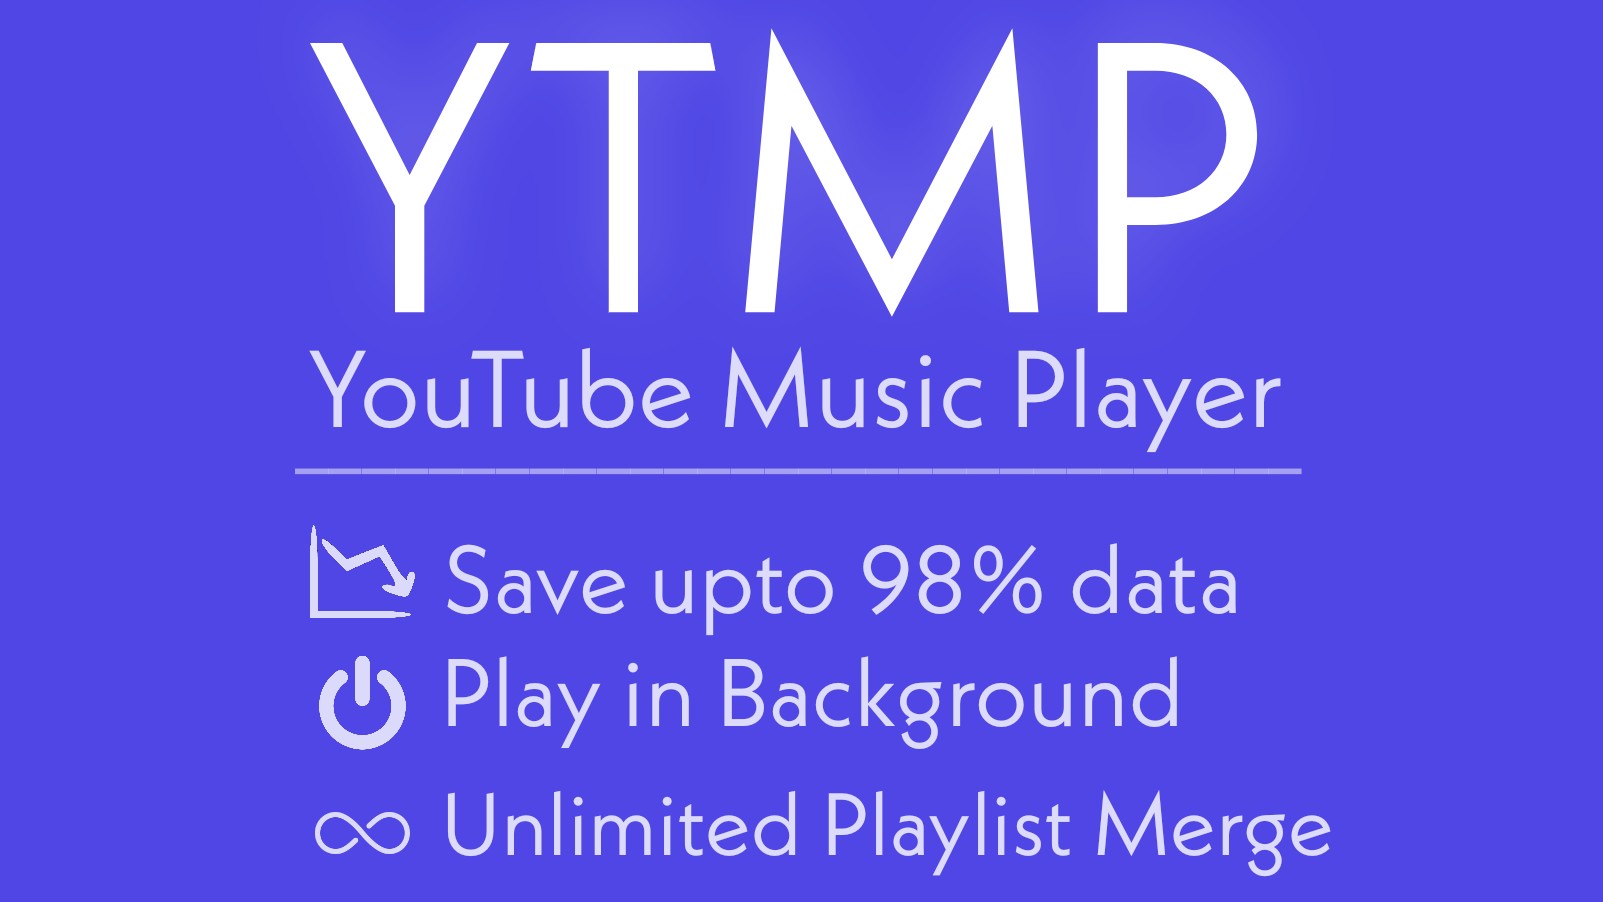 YTMP
YouTube Music Player
Save upto 98% data
Play in Background
Unlimited Playlist Merge